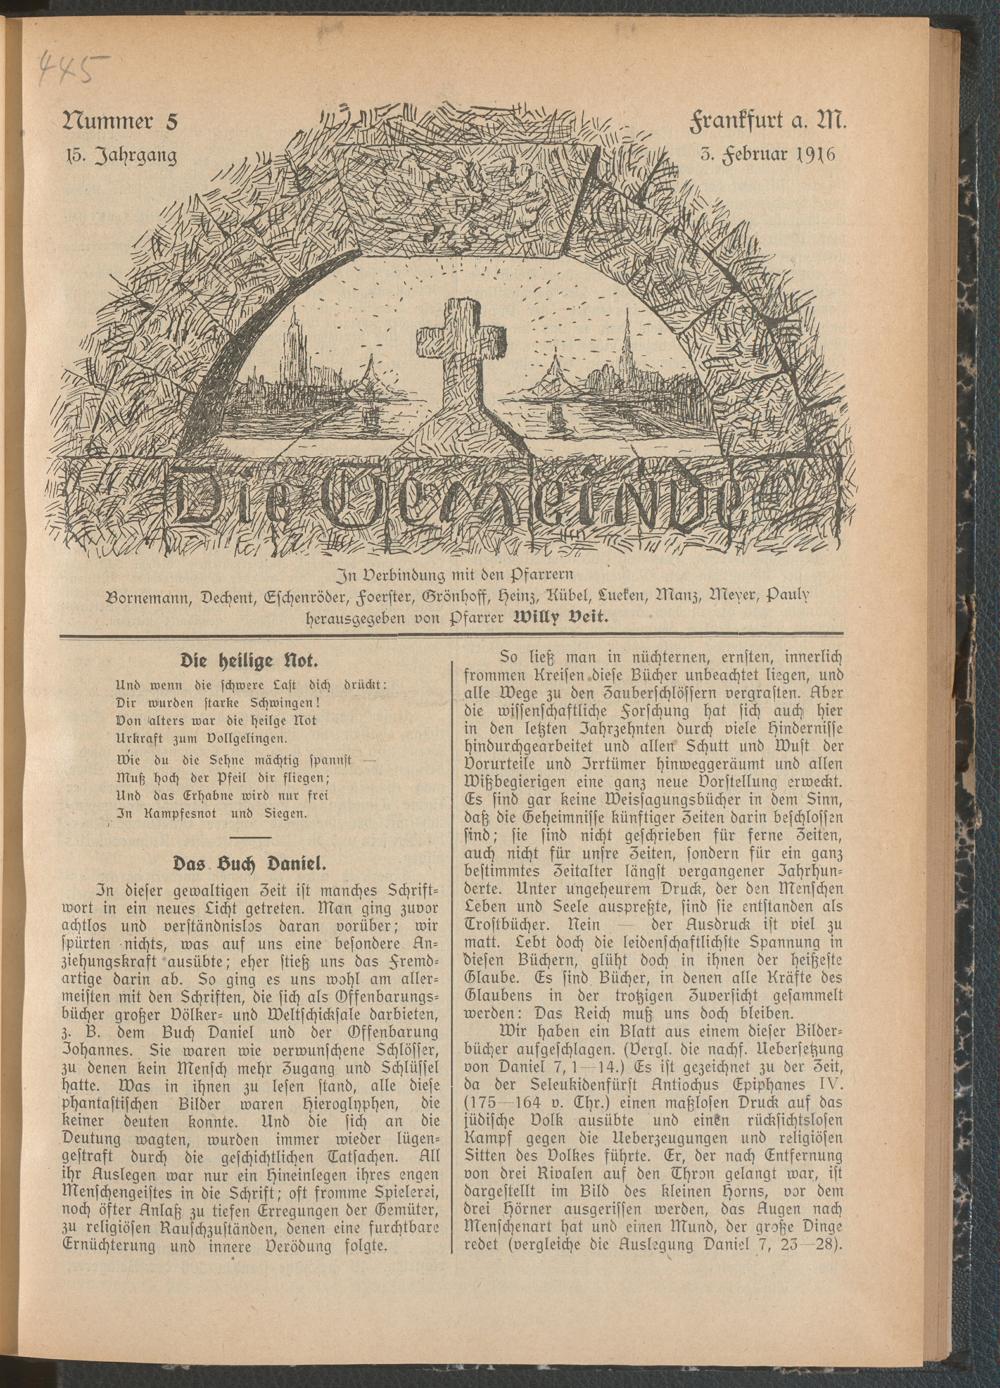 445
Nummer 5
15. Jahrgang
Frankfurt a. M.
3. Februar 1916
Die Gemeinde
In Verbindung mit den Pfarrern
Bornemann, Dechent, Eschenröder, Foerster, Grönhoff, Heinz, Kübel, Lueken, Manz, Meyer, Pauly
herausgegeben von Pfarrer Willy Veit.
Die heilige Not.
Und wenn die schwere Last dich drückt:
Dir wurden starke Schwingen!
Von alters war die heilge Not
Urkraft zum Vollgelingen.
Wie du die Sehne mächtig spannst —
Muß hoch der Pfeil dir fliegen;
Und das Erhabne wird nur frei
In Kampfesnot und Siegen.
Das Buch Daniel.
In dieser gewaltigen Zeit ist manches Schrift-
wort in ein neues Licht getreten. Man ging zuvor
achtlos und verständnislos daran vorüber; wir
spürten nichts, was auf uns eine besondere An-
ziehungskraft ausübte; eher stieß uns das Fremd-
artige darin ab. So ging es uns wohl am aller-
meisten mit den Schriften, die sich als Offenbarungs-
bücher großer Völker- und Weltschicksale darbieten,
z. B. dem Buch Daniel und der Offenbarung
Johannes. Sie waren wie verwunschene Schlösser,
zu denen kein Mensch mehr Zugang und Schlüssel
hatte. Was in ihnen zu lesen stand, alle diese
phantastischen Bilder waren Hieroglyphen, die
keiner deuten konnte. Und die sich an die
Deutung wagten, wurden immer wieder lügen-
gestraft durch die geschichtlichen Tatsachen. All
ihr Auslegen war nur ein Hineinlegen ihres engen
Menschengeistes in die Schrift; oft fromme Spielerei,
noch öfter Anlaß zu tiefen Erregungen der Gemüter,
zu religiösen Rauschzuständen, denen eine furchtbare
Ernüchterung und innere Verödung folgte.
So ließ man in nüchternen, ernsten, innerlich
frommen Kreisen diese Bücher unbeachtet liegen, und
alle Wege zu den Zauberschlössern vergrasten. Aber
die wissenschaftliche Forschung hat sich auch hier
in den letzten Jahrzehnten durch viele Hindernisse
hindurchgearbeitet und allen Schutt und Wust der
Vorurteile und Irrtümer hinweggeräumt und allen
Wißbegierigen eine ganz neue Vorstellung erweckt.
Es sind gar keine Weissagungsbücher in dem Sinn,
daß die Geheimnisse künftiger Zeiten darin beschlossen
sind; sie sind nicht geschrieben für ferne Zeiten,
auch nicht für unsre Zeiten, sondern für ein ganz
bestimmtes Zeitalter längst vergangener Jahrhun-
derte. Unter ungeheurem Druck, der den Menschen
Leben und Seele auspreßte, sind sie entstanden als
Trostbücher. Nein — der Ausdruck ist viel zu
matt. Lebt doch die leidenschaftlichste Spannung in
diesen Büchern, glüht doch in ihnen der heißeste
Glaube. Es sind Bücher, in denen alle Kräfte des
Glaubens in der trotzigen Zuversicht gesammelt
werden: Das Reich muß uns doch bleiben.
Wir haben ein Blatt aus einem dieser Bilder-
bücher aufgeschlagen. (Vergl. die nachf. Uebersetzung
von Daniel 7, 1—14.) Es ist gezeichnet zu der Zeit,
da der Seleukidenfürst Antiochus Epiphanes IV.
(175—164 v. Chr.) einen maßlosen Druck auf das
jüdische Volk ausübte und einen rücksichtslosen
Kampf gegen die Ueberzeugungen und religiösen
Sitten des Volkes führte. Er, der nach Entfernung
von drei Rivalen auf den Thron gelangt war, ist
dargestellt im Bild des kleinen Horns, vor dem
drei Hörner ausgerissen werden, das Augen nach
Menschenart hat und einen Mund, der große Dinge
redet (vergleiche die Auslegung Daniel 7, 23—28).